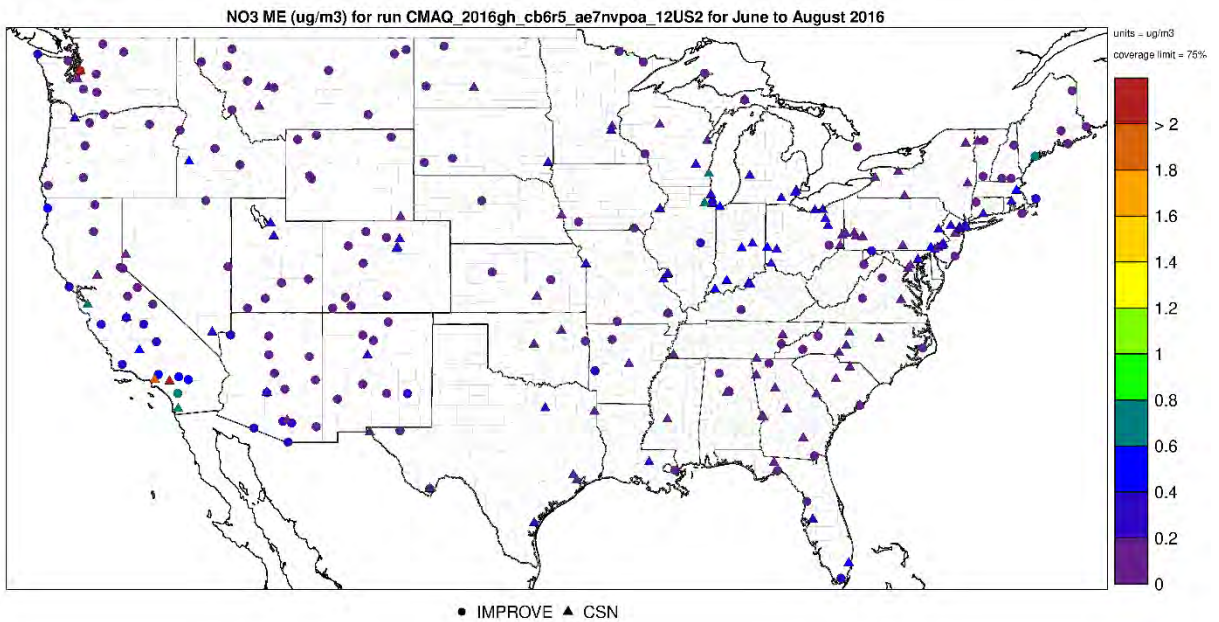 NO3 ME (ug/m3) for run CMAQ_2016gh_cb6r5_ae7nvpoa_12US2 for June to August 2016
units = ug/m3
coverage limit = 75%
> 2
1.8
1.6
1.4
1.2
1
0.8
0.6
0.4
0.2
0
● IMPROVE ▲ CSN